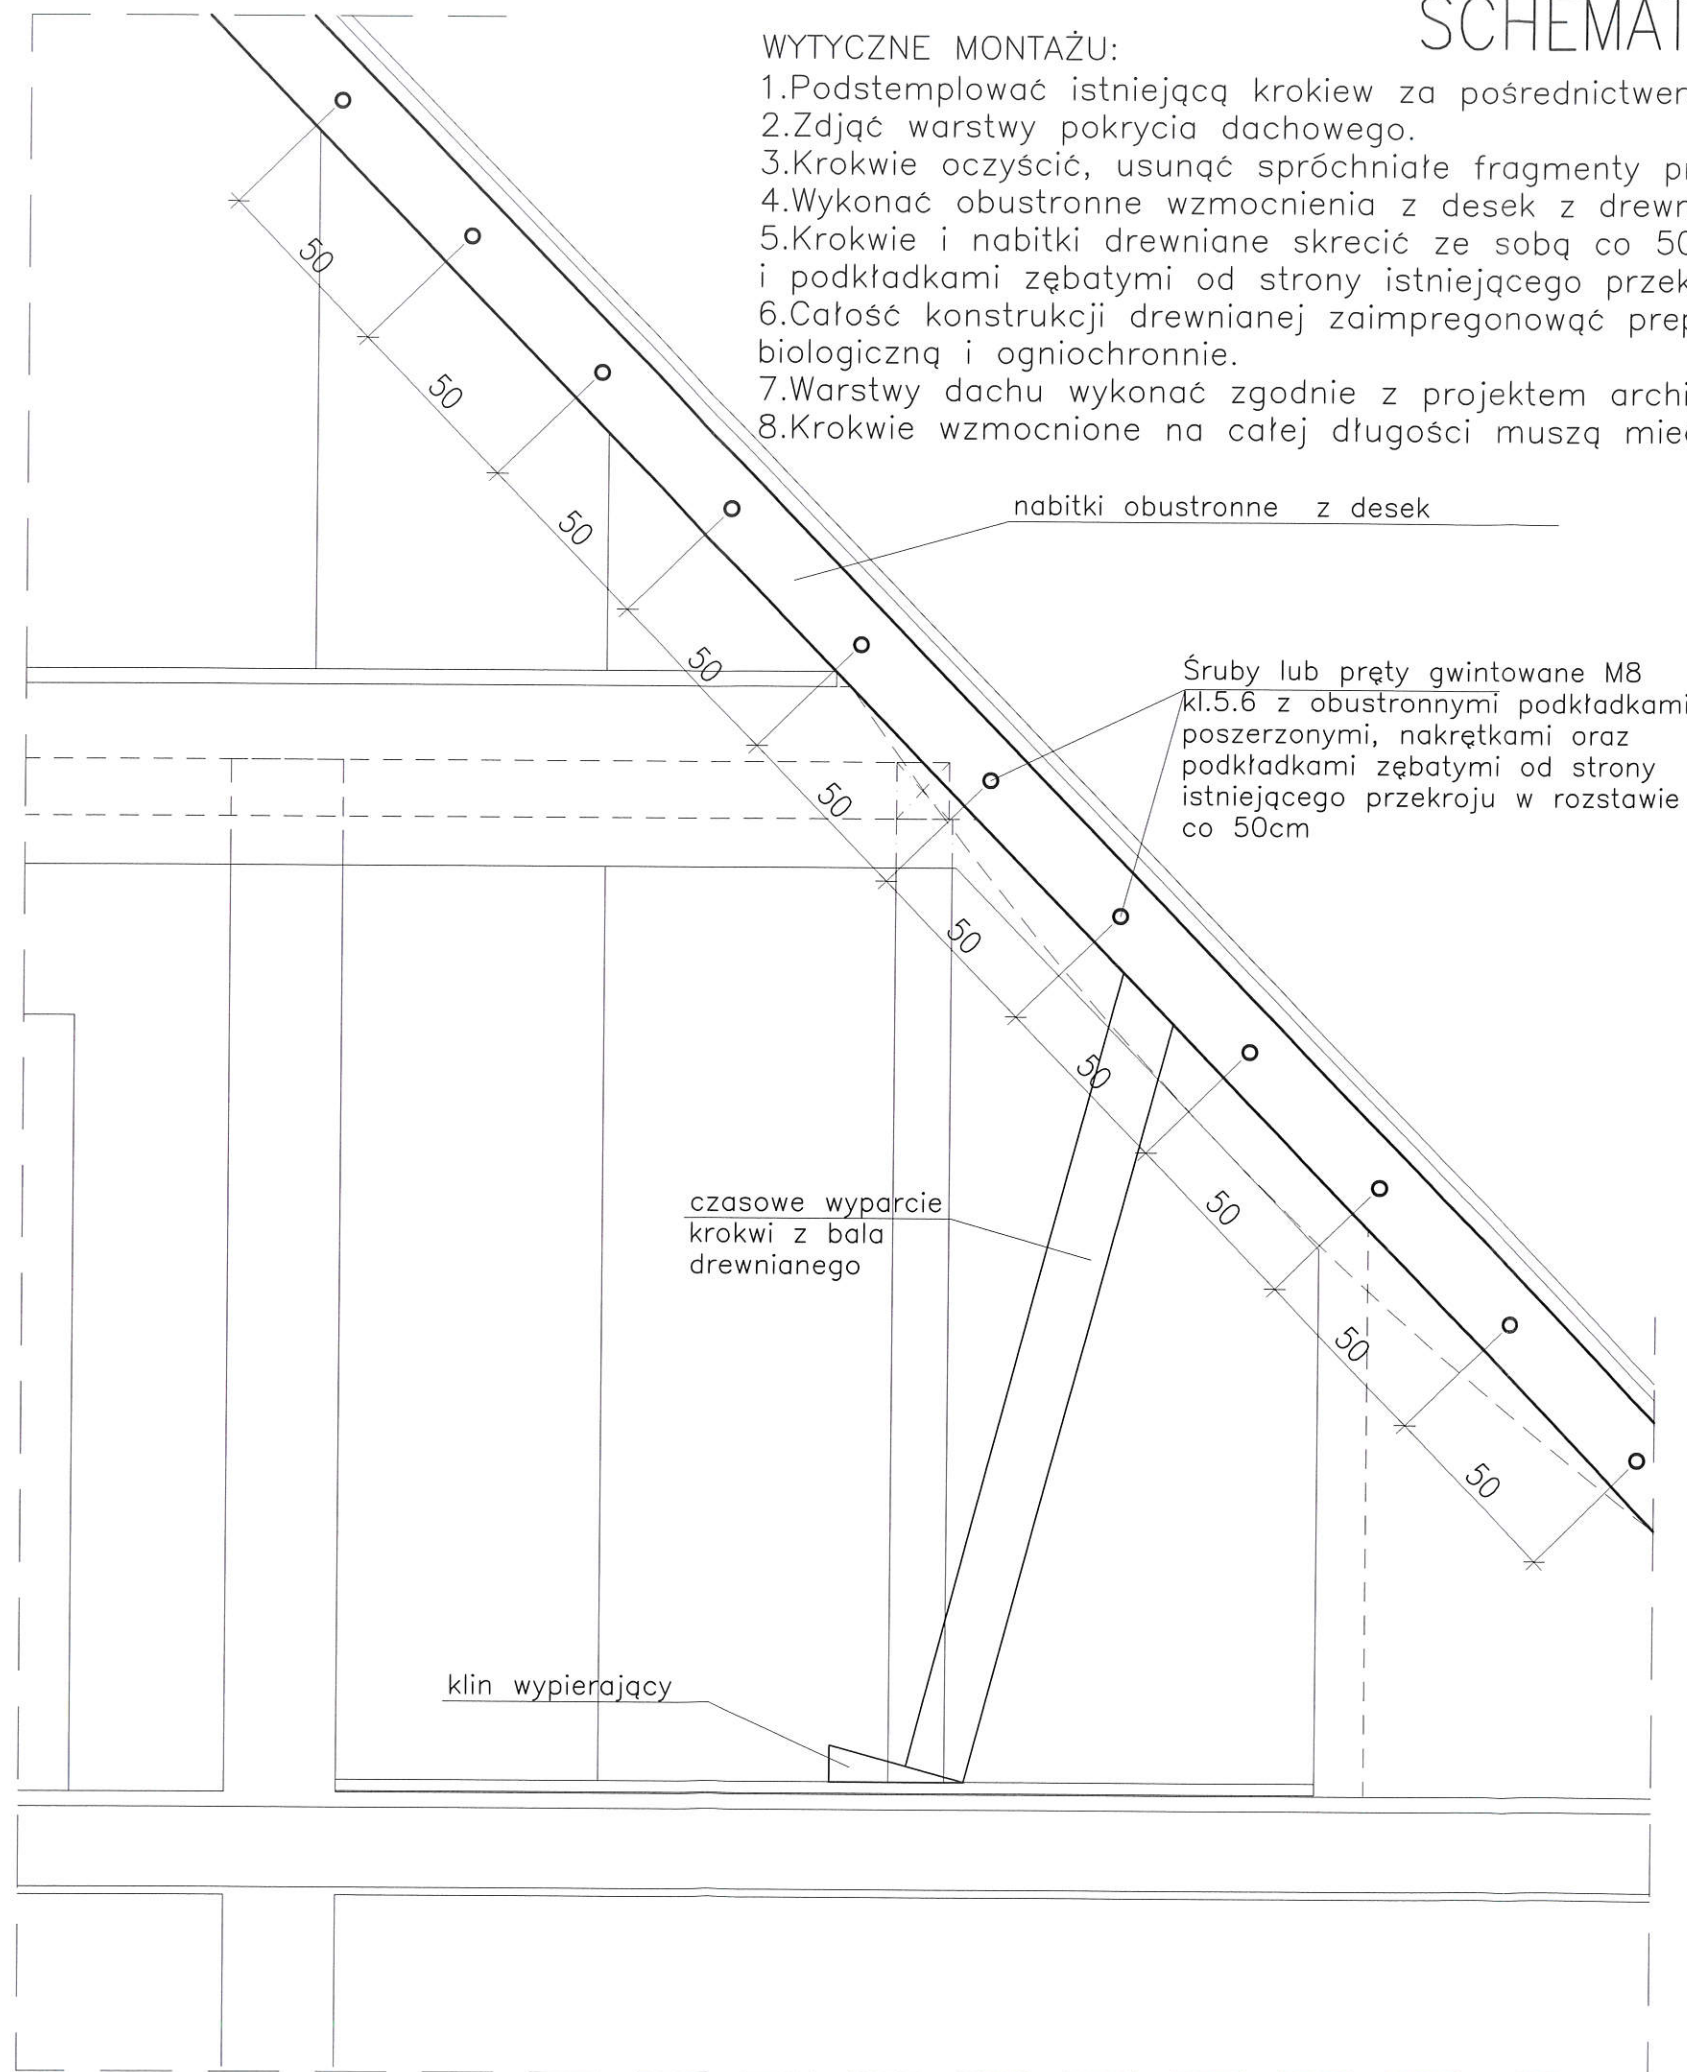 SCHEMAT
WYTYCZNE MONTAŻU:
1.Podstemplować istniejącą krokiew za
2.Zdjąć warstwy pokrycia dachowego.
3.Krokwie oczyścić, usunąć spróchniałe fragmenty
4.Wykonać obustronne wzmocnienia z desek z
5.Krokwie i nabitki drewniane skrecić ze sobą co 50
i podkładkami zębatymi od strony istniejącego
6.Całość konstrukcji drewnianej zaimpregonowąć
biologiczną i ogniochronnie.
7.Warstwy dachu wykonać zgodnie z projektem
8.Krokwie wzmocnione na całej długości muszą
nabitki obustronne z desek
Śruby lub pręty gwintowane M8
kl.5.6 z obustronnymi podkładkami
poszerzonymi, nakrętkami oraz
podkładkami zębatymi od strony
istniejącego przekroju w rozstawie
co 50cm
50
50
50
50
50
50
50
50
50
50
czasowe wyparcie
krokwi z bala
drewnianego
klin wypierający